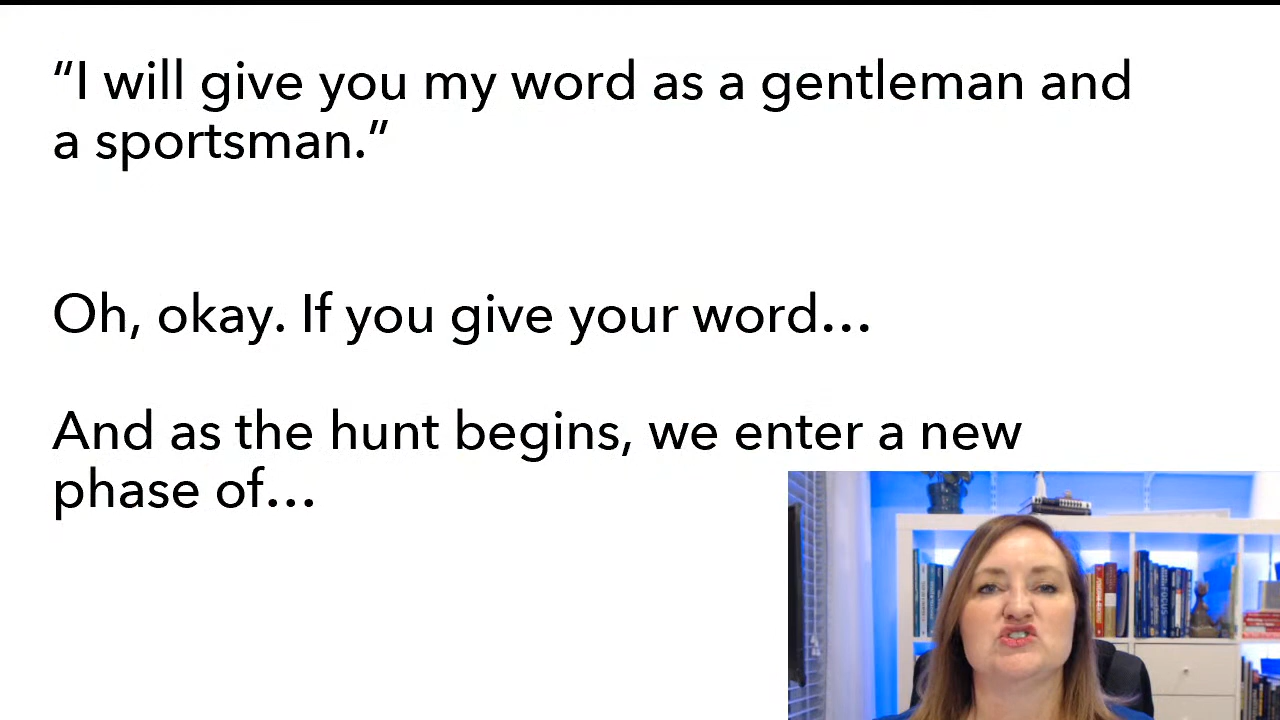 “I will give you my word as a gentleman and
a sportsman.”
Oh, okay. If you give your word…
And as the hunt begins, we enter a new
phase of…